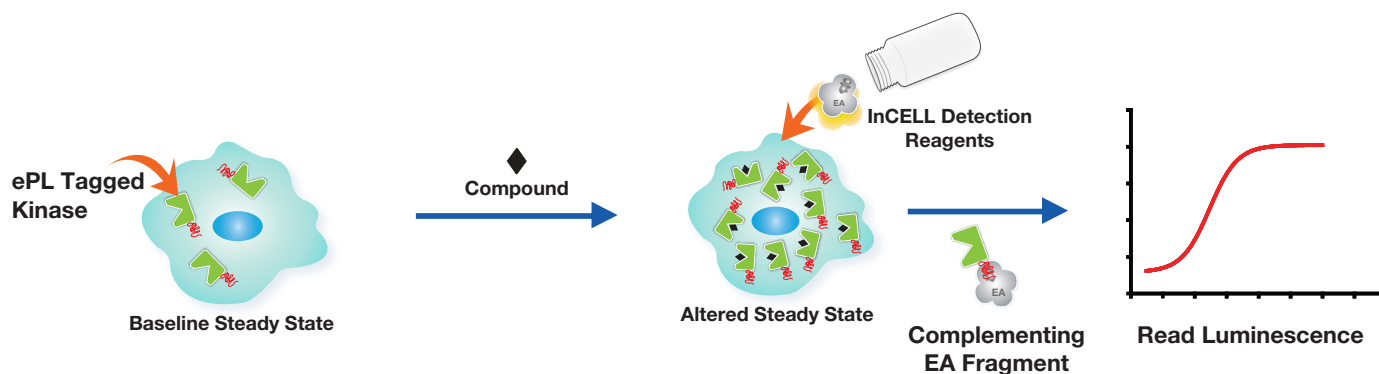 ePL Tagged
Kinase
Baseline Steady State
Compound
EA
InCELL Detection
Reagents
Altered Steady State
EA
Complementing
EA Fragment
Read Luminescence